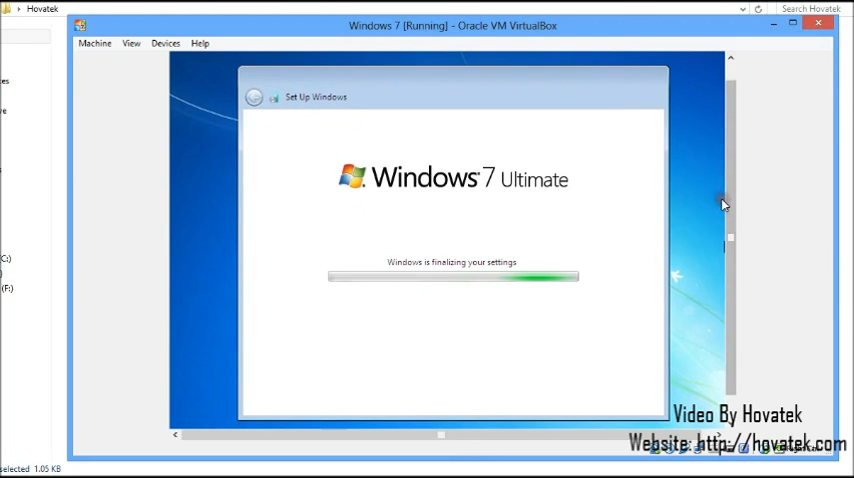 Hovatek
Search Hovatek
Windows 7 [Running] - Oracle VM VirtualBox
Machine View Devices Help
Set Up Windows
Windows 7 Ultimate
Windows is finalizing your settings
(F:)
Video By Hovatek
Website: http://hovatek.com
selected 1.05 KB